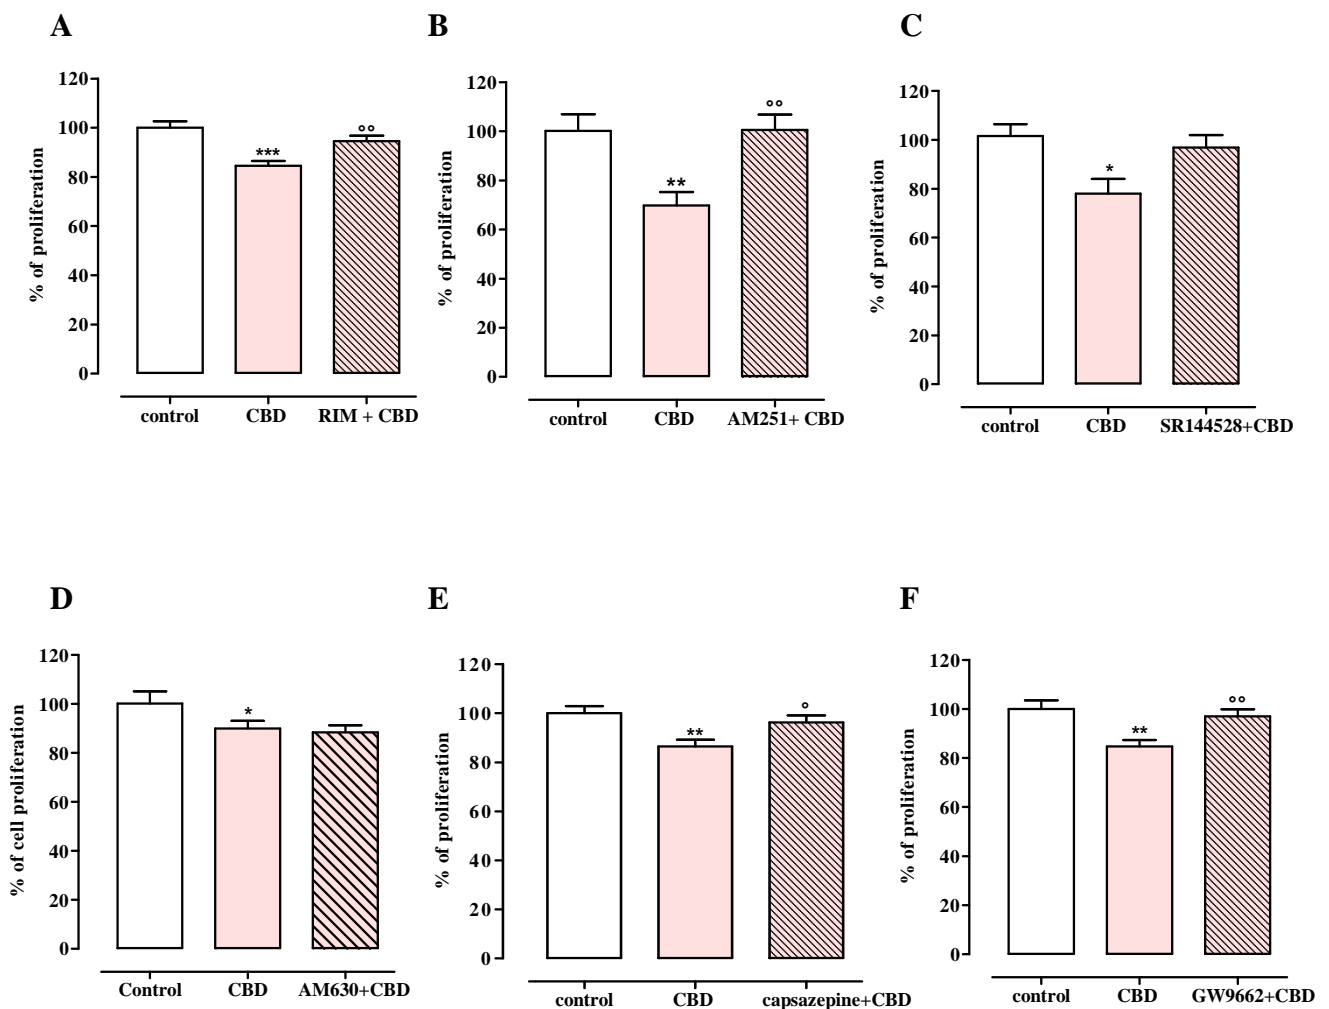 A
% of proliferation
120
100
80
60
40
20
0
***
°°
control CBD RIM + CBD
B
% of proliferation
120
100
80
60
40
20
0
**
°°
control CBD AM251+ CBD
C
% of proliferation
120
100
80
60
40
20
0
*
control CBD SR144528+CBD
D
% of cell proliferation
120
100
80
60
40
20
0
*
Control CBD AM630+CBD
E
% of proliferation
120
100
80
60
40
20
0
**
°
control CBD capsazepine+CBD
F
% of proliferation
120
100
80
60
40
20
0
**
°°
control CBD GW9662+CBD